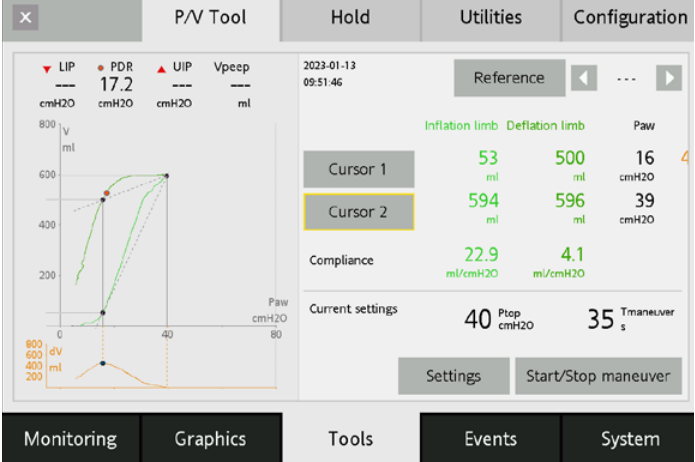 P/V Tool Hold Utilities Configuration
LIP PDR UIP Vpeep
--- 17.2 --- ---
cmH2O cmH2O cmH2O ml
2023-01-13
09:51:46
Reference ---
Inflation limb Deflation limb Paw
Cursor 1 53 ml 500 ml 16 cmH2O 4
Cursor 2 594 ml 596 ml 39 cmH2O
Compliance 22.9 ml/cmH2O 4.1 ml/cmH2O
Current settings 40 Ptop cmH2O 35 Tmaneuver s
Settings Start/Stop maneuver
800 V
ml
600
400
200
Paw
cmH2O
0 40 80
800 dV
600
400 ml
200
Monitoring Graphics Tools Events System